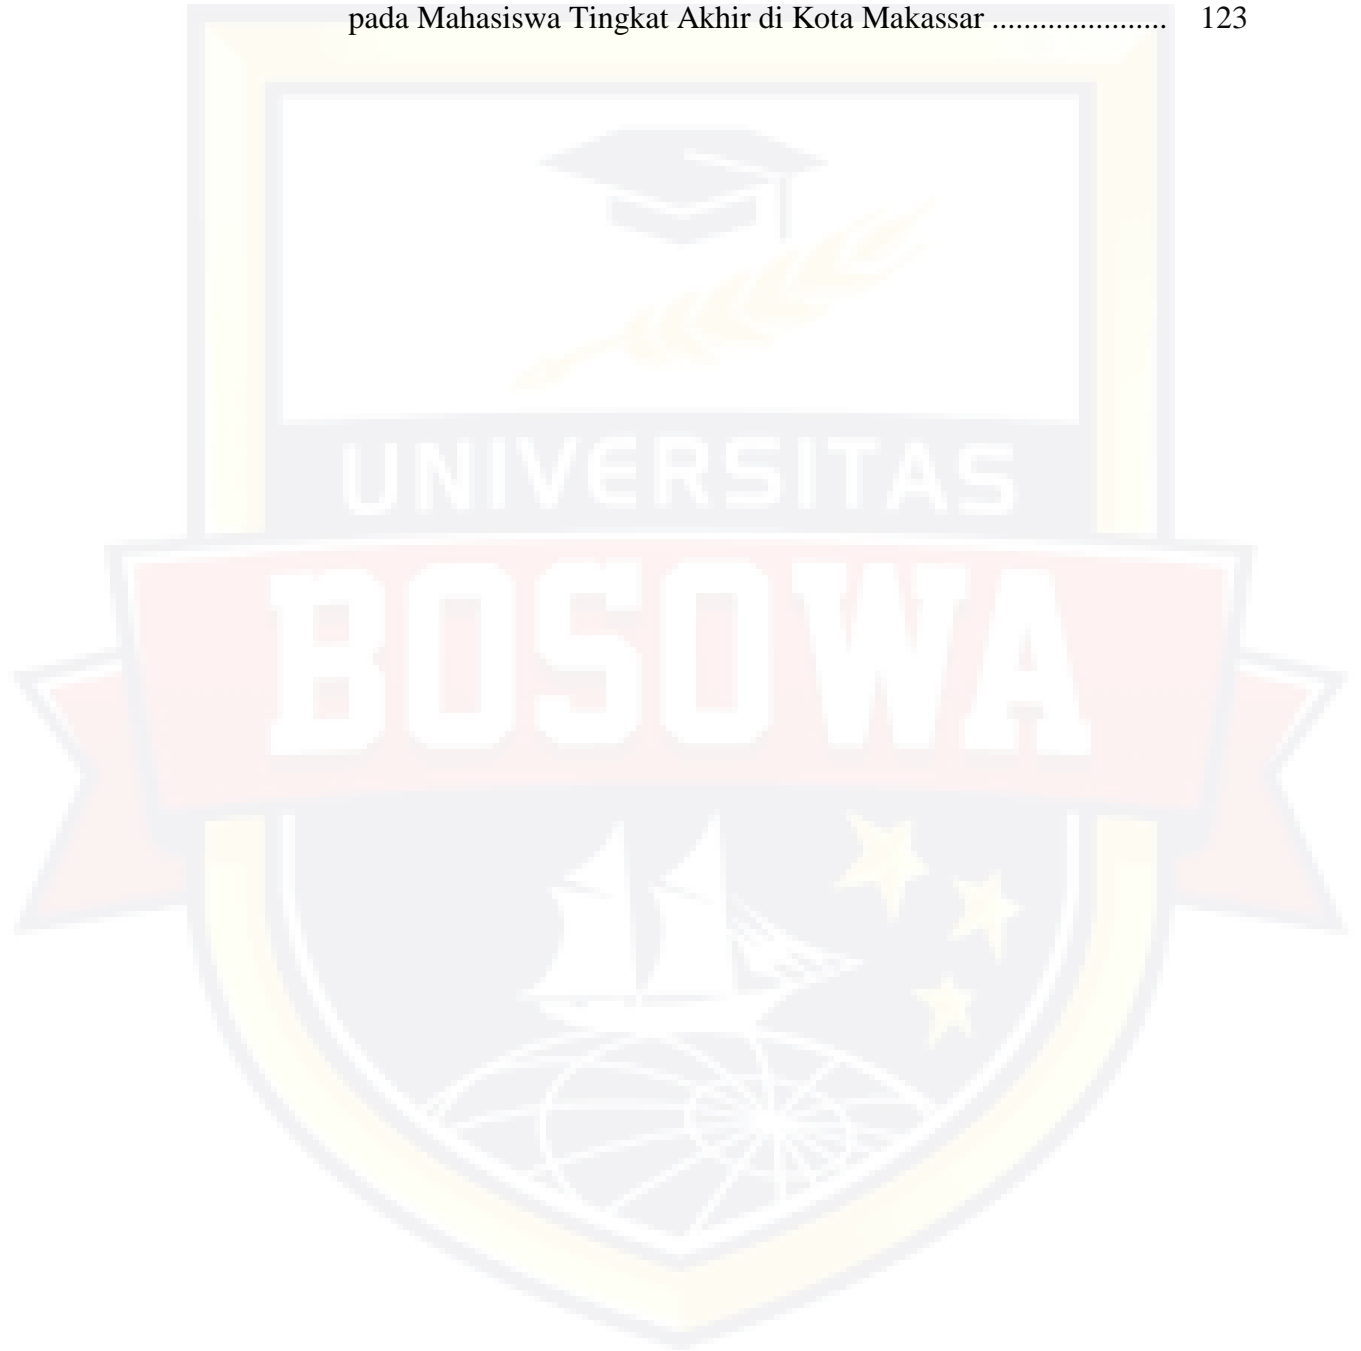 pada Mahasiswa Tingkat Akhir di Kota Makassar ...................... 123
UNIVERSITAS
BOSOWA